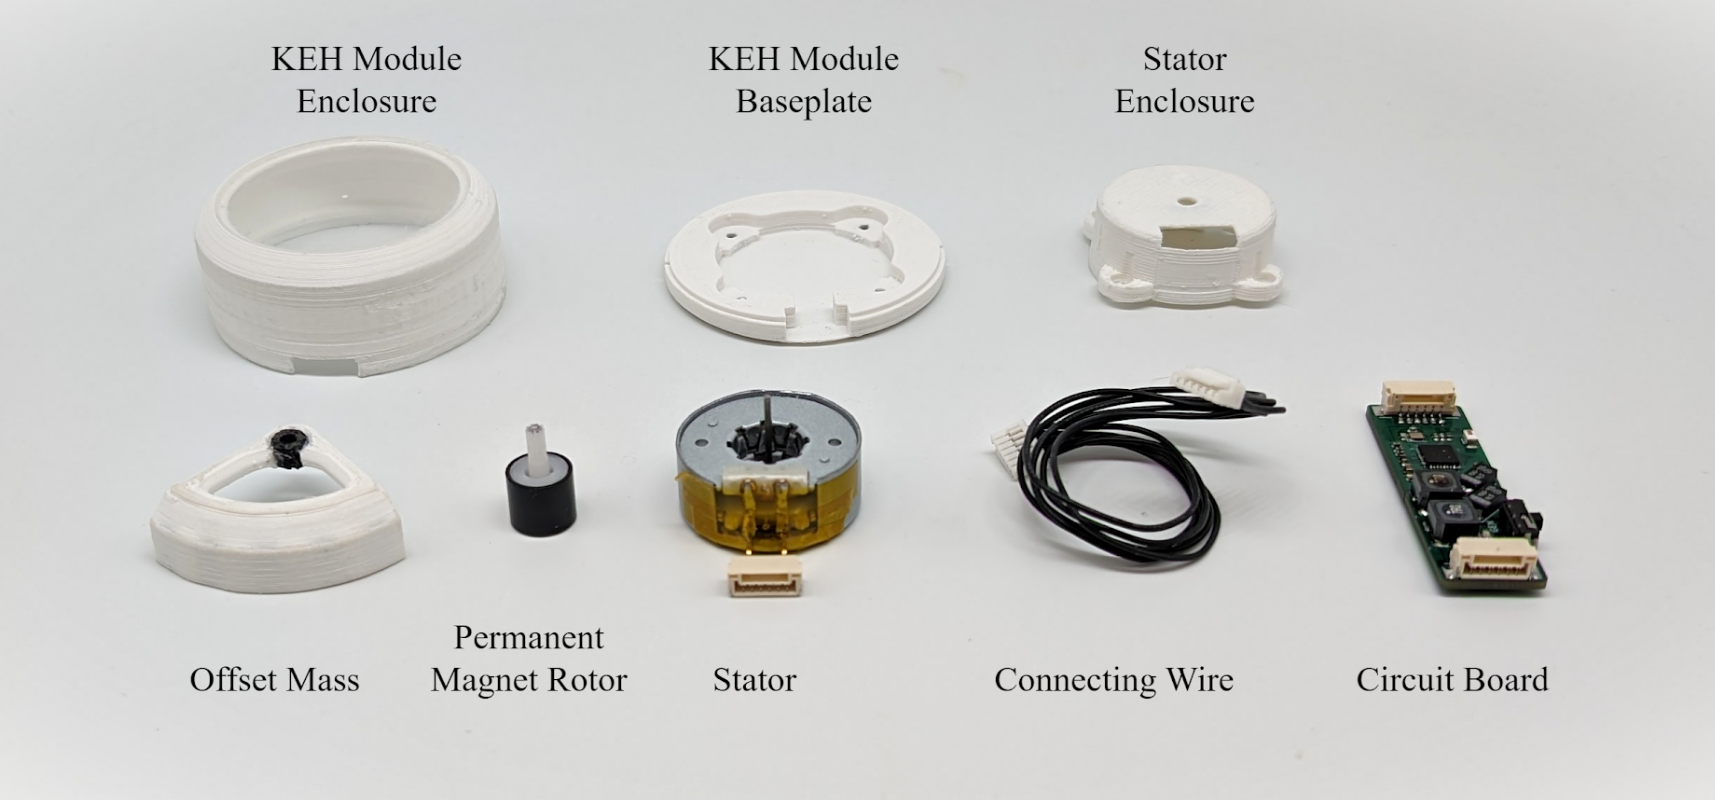 KEH Module
Enclosure
KEH Module
Baseplate
Stator
Enclosure
Offset Mass
Permanent
Magnet Rotor
Stator
Connecting Wire
Circuit Board